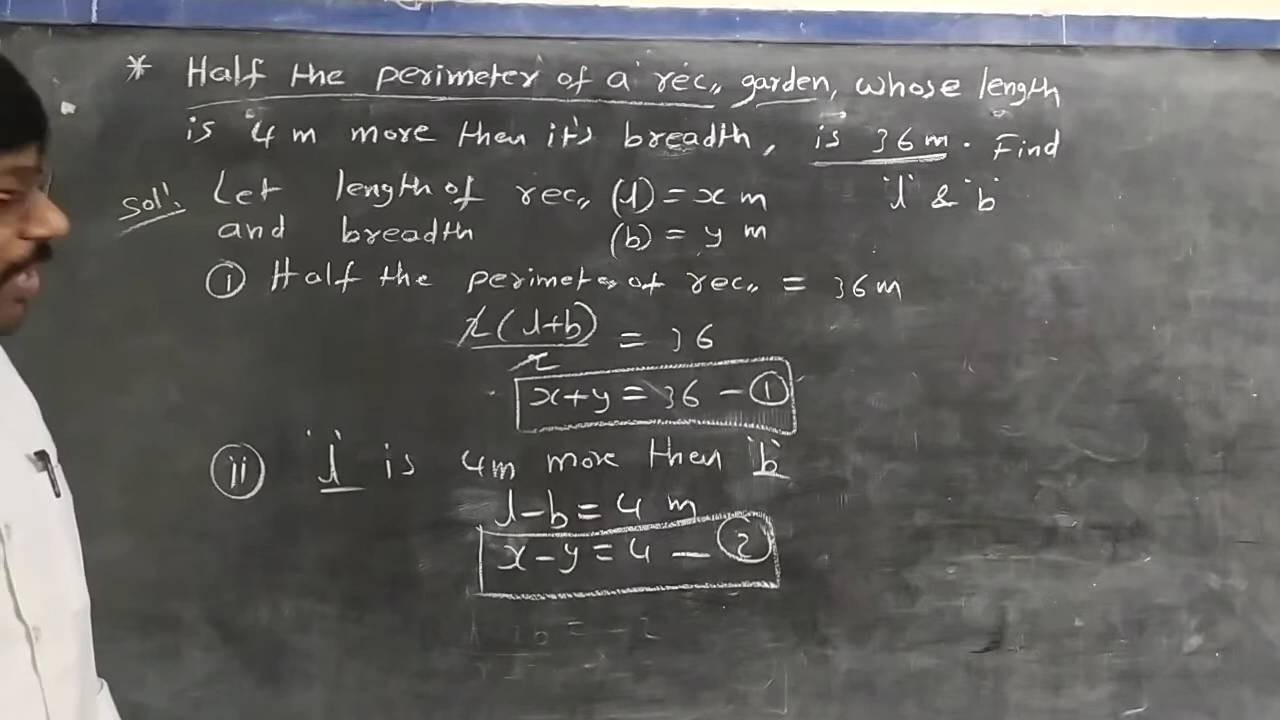 * Half the perimeter of a rec,, garden, whose length
is 4 m more then it's breadth, is 36 m. Find
'l' & 'b'
Sol: Let length of rec,, (l) = x m
and breadth (b) = y m
(i) Half the perimeter of rec,, = 36 m
2(l+b)/2 = 36
x+y = 36 - (1)
(ii) 'l' is 4m more then 'b'
l-b = 4 m
x-y = 4 — (2)